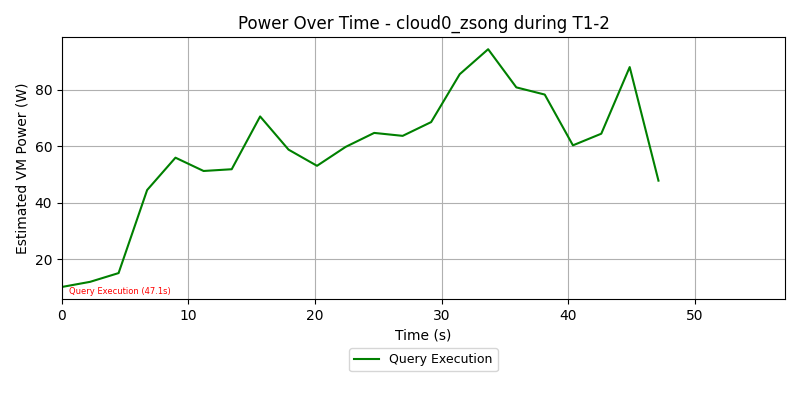 Power Over Time - cloud0_zsong during T1-2
Estimated VM Power (W)
80
60
40
20
Query Execution (47.1s)
0 10 20 30 40 50
Time (s)
Query Execution